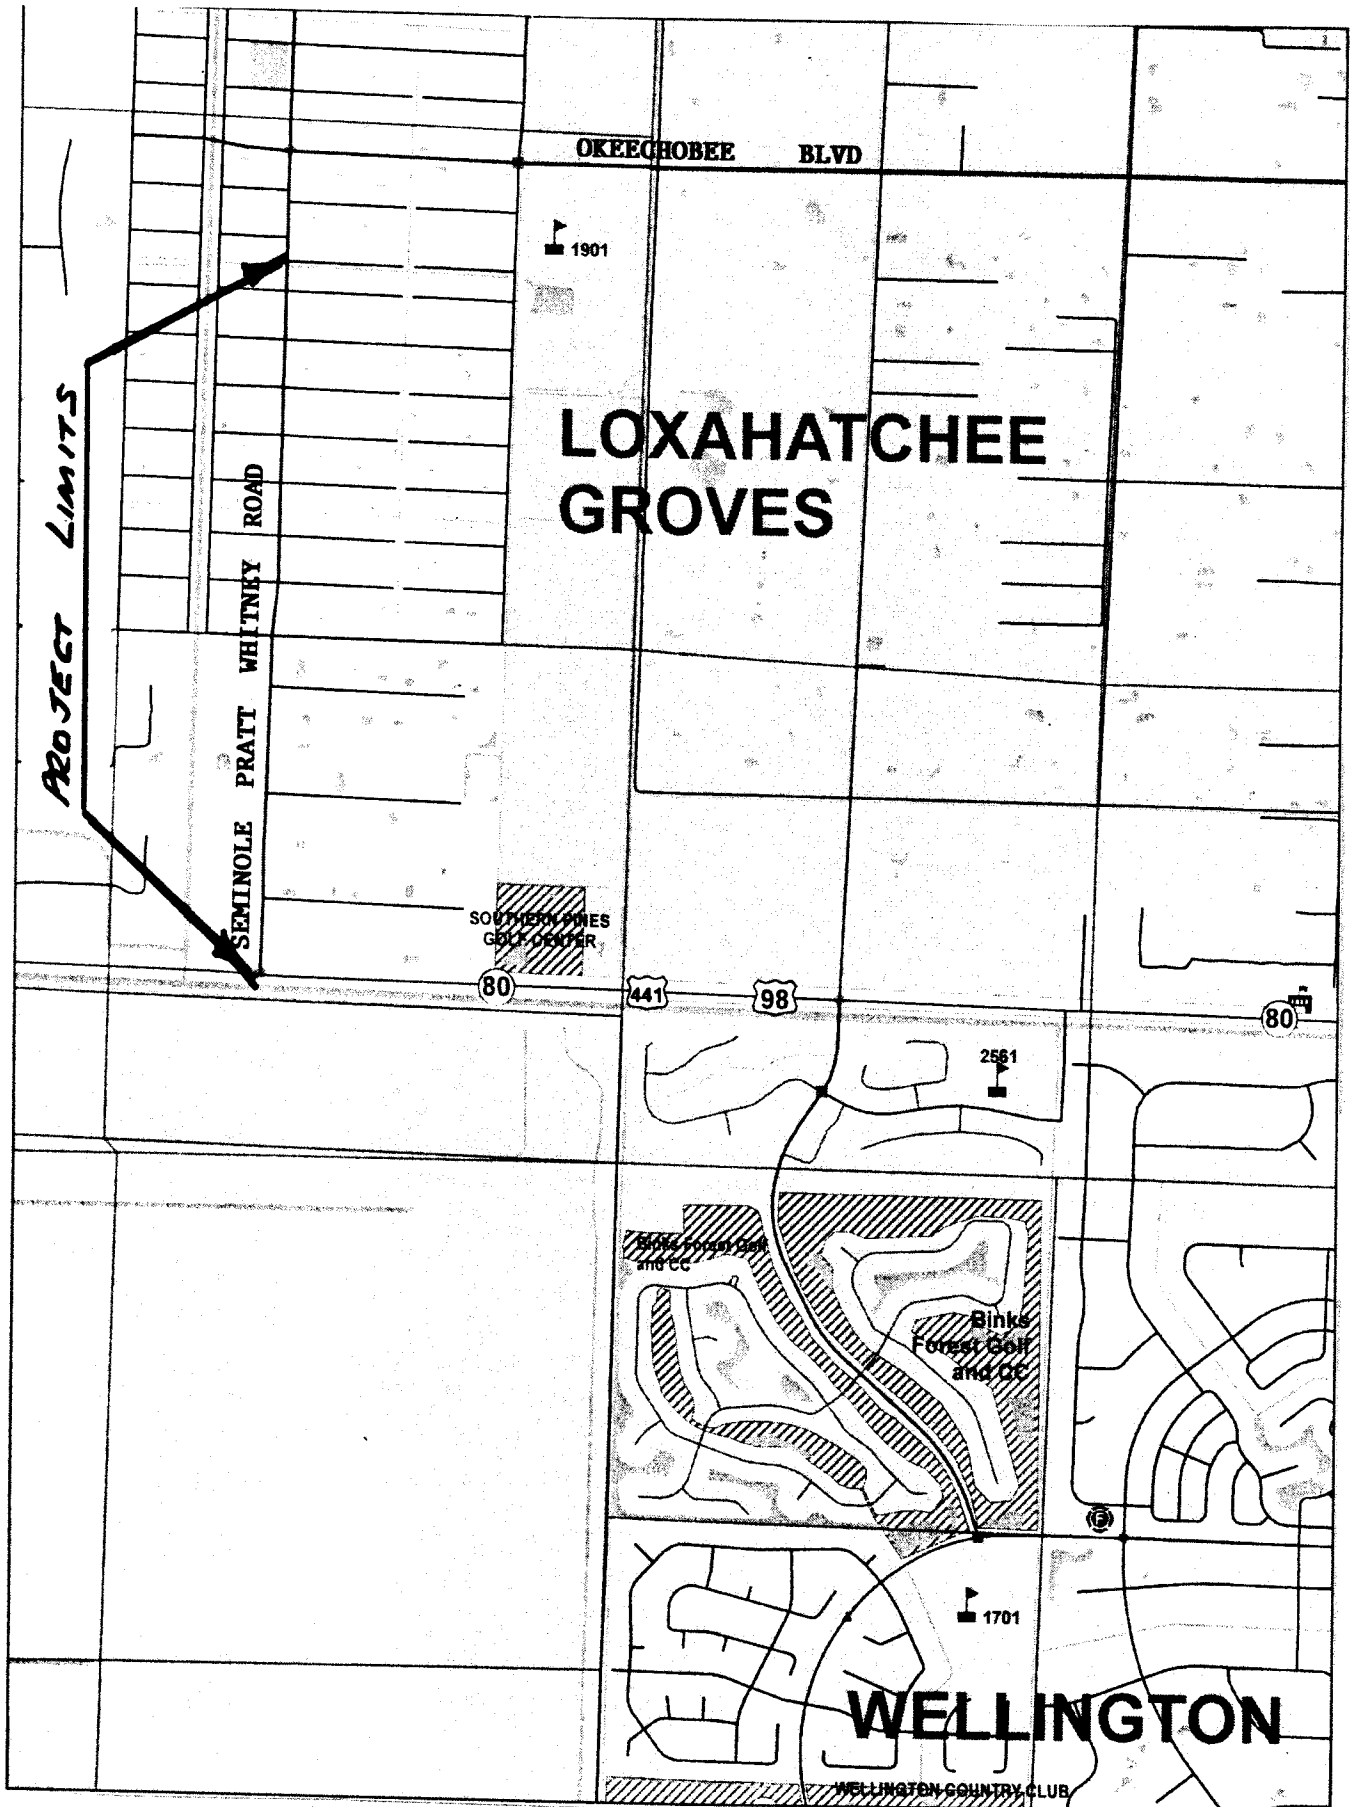 OKEECHOBEE BLVD
1901
PROJECT LIMITS
LOXAHATCHEE
GROVES
SEMINOLE PRATT WHITNEY ROAD
SOUTHERN PINES
GOLF CENTER
80
441
98
80
2561
Binks Forest Golf
and CC
Binks
Forest Golf
and CC
F
1701
WELLINGTON
WELLINGTON COUNTRY CLUB